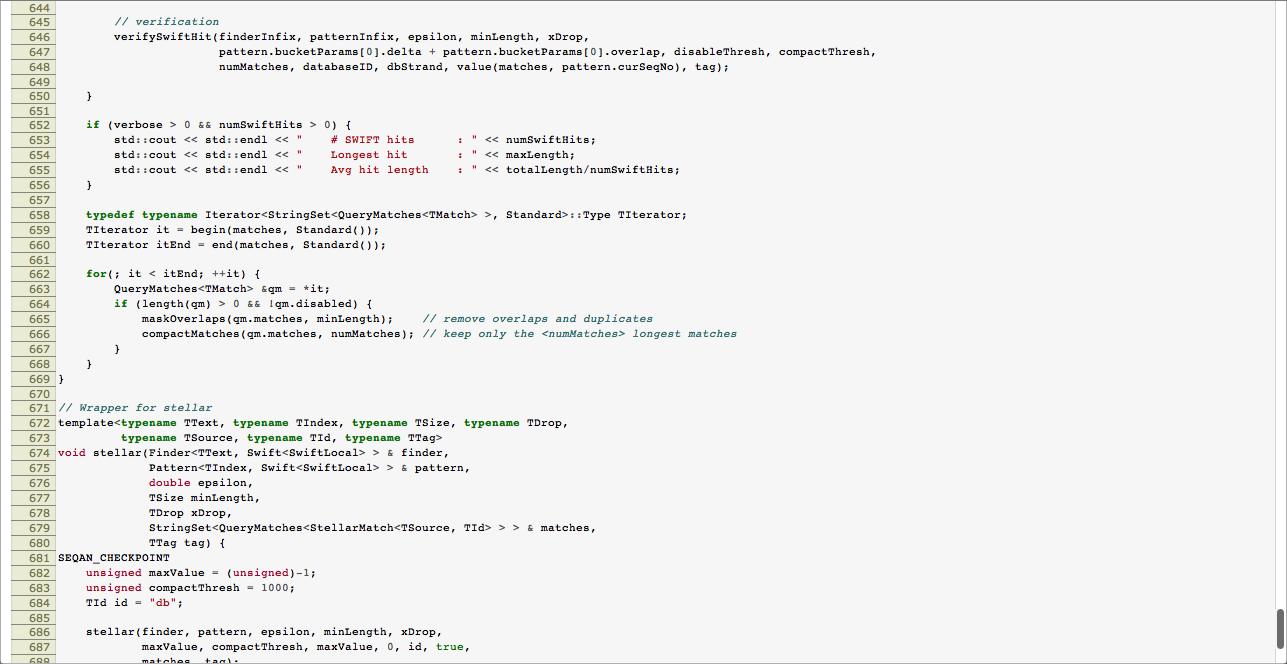 644
645         // verification
646         verifySwiftHit(finderInfix, patternInfix, epsilon, minLength, xDrop,
647                        pattern.bucketParams[0].delta + pattern.bucketParams[0].overlap, disableThresh, compactThresh,
648                        numMatches, databaseID, dbStrand, value(matches, pattern.curSeqNo), tag);
649
650     }
651
652     if (verbose > 0 && numSwiftHits > 0) {
653         std::cout << std::endl << "    # SWIFT hits      : " << numSwiftHits;
654         std::cout << std::endl << "    Longest hit       : " << maxLength;
655         std::cout << std::endl << "    Avg hit length    : " << totalLength/numSwiftHits;
656     }
657
658     typedef typename Iterator<StringSet<QueryMatches<TMatch> >, Standard>::Type TIterator;
659     TIterator it = begin(matches, Standard());
660     TIterator itEnd = end(matches, Standard());
661
662     for(; it < itEnd; ++it) {
663         QueryMatches<TMatch> &qm = *it;
664         if (length(qm) > 0 && !qm.disabled) {
665             maskOverlaps(qm.matches, minLength);    // remove overlaps and duplicates
666             compactMatches(qm.matches, numMatches); // keep only the <numMatches> longest matches
667         }
668     }
669 }
670
671 // Wrapper for stellar
672 template<typename TText, typename TIndex, typename TSize, typename TDrop,
673          typename TSource, typename TId, typename TTag>
674 void stellar(Finder<TText, Swift<SwiftLocal> > & finder,
675              Pattern<TIndex, Swift<SwiftLocal> > & pattern,
676              double epsilon,
677              TSize minLength,
678              TDrop xDrop,
679              StringSet<QueryMatches<StellarMatch<TSource, TId> > > & matches,
680              TTag tag) {
681 SEQAN_CHECKPOINT
682     unsigned maxValue = (unsigned)-1;
683     unsigned compactThresh = 1000;
684     TId id = "db";
685
686     stellar(finder, pattern, epsilon, minLength, xDrop,
687             maxValue, compactThresh, maxValue, 0, id, true,
688             matches, tag);